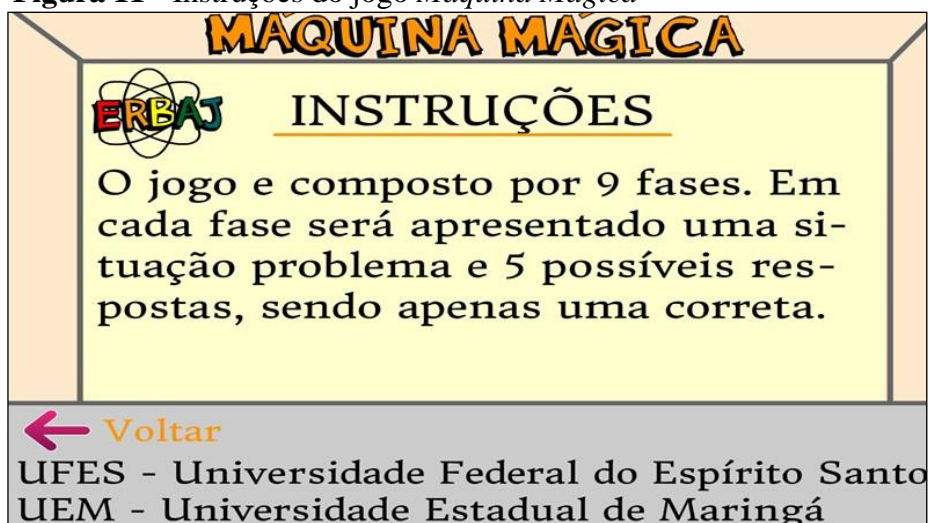 Figura 11 - Instruções do jogo Máquina Mágica
MÁQUINA MÁGICA
ERBAJ
INSTRUÇÕES
O jogo e composto por 9 fases. Em
cada fase será apresentado uma si-
tuação problema e 5 possíveis res-
postas, sendo apenas uma correta.
Voltar
UFES - Universidade Federal do Espírito Santo
UEM - Universidade Estadual de Maringá